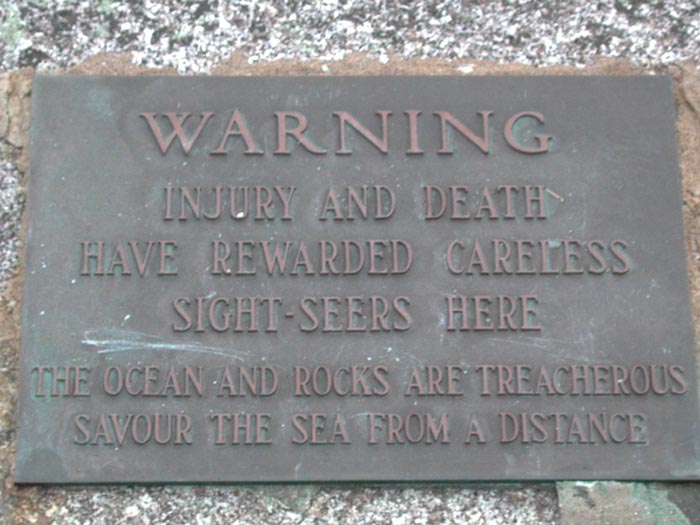 WARNING
INJURY AND DEATH
HAVE REWARDED CARELESS
SIGHT-SEERS HERE
THE OCEAN AND ROCKS ARE TREACHEROUS
SAVOUR THE SEA FROM A DISTANCE